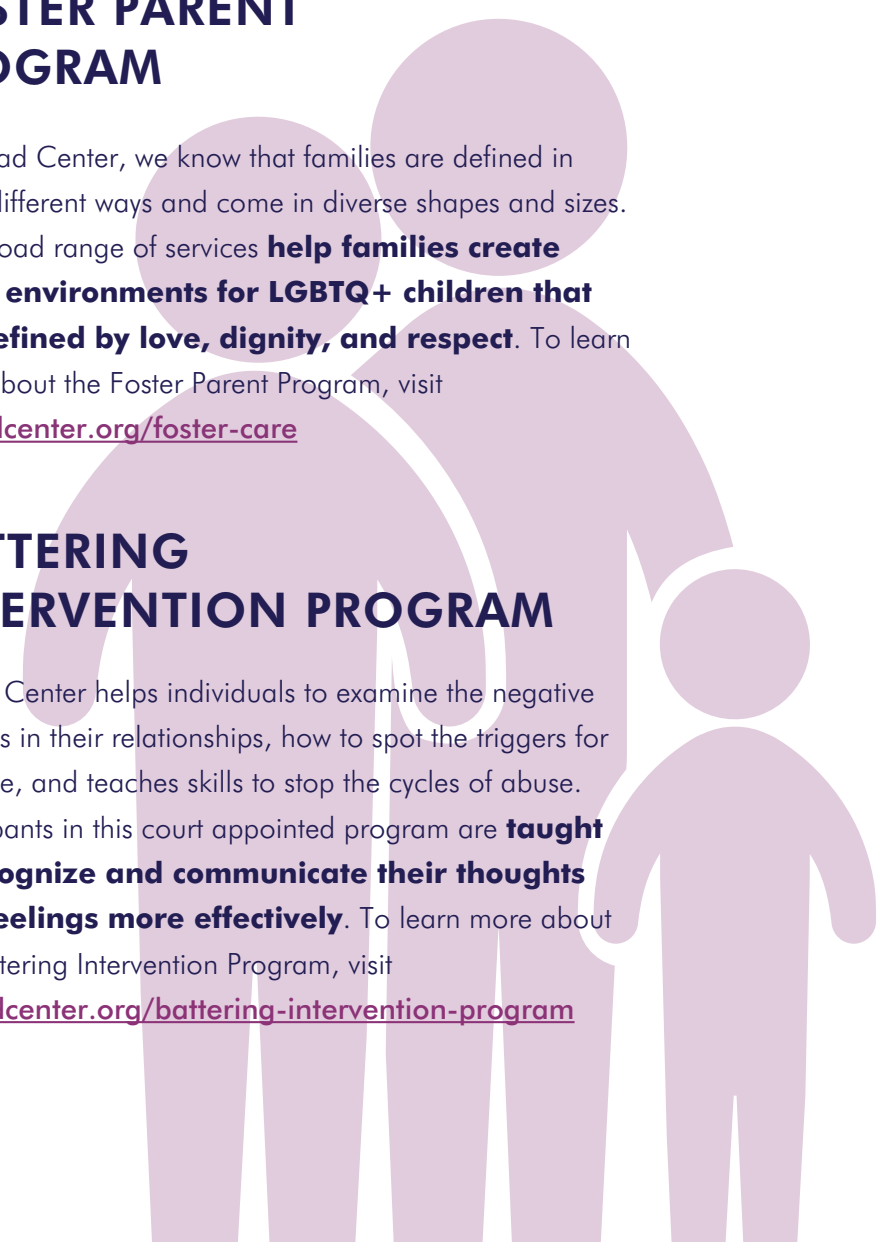 STER PARENT
OGRAM
ad Center, we know that families are defined in
different ways and come in diverse shapes and sizes.
oad range of services help families create
environments for LGBTQ+ children that
efined by love, dignity, and respect. To learn
bout the Foster Parent Program, visit
lcenter.org/foster-care
TTERING
ERVENTION PROGRAM
Center helps individuals to examine the negative
s in their relationships, how to spot the triggers for
e, and teaches skills to stop the cycles of abuse.
pants in this court appointed program are taught
ognize and communicate their thoughts
eelings more effectively. To learn more about
tering Intervention Program, visit
lcenter.org/battering-intervention-program